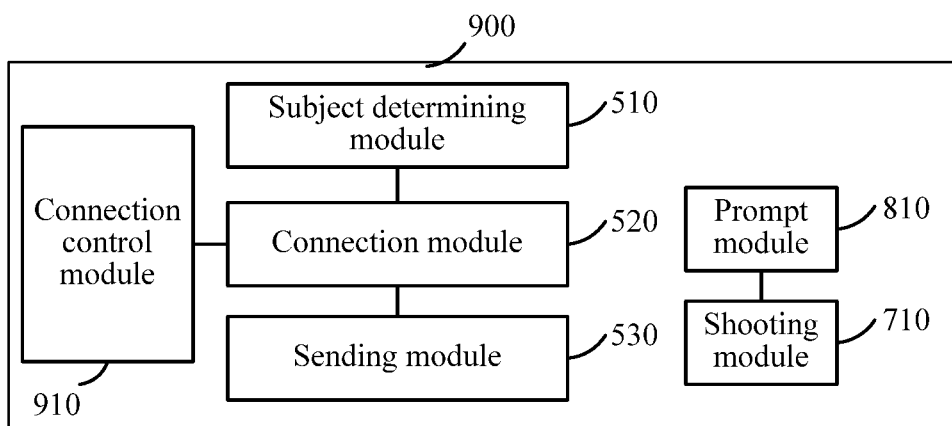 900
Subject determining
module
510
Connection
control
module
910
Connection module
520
Sending module
530
Prompt
module
810
Shooting
module
710